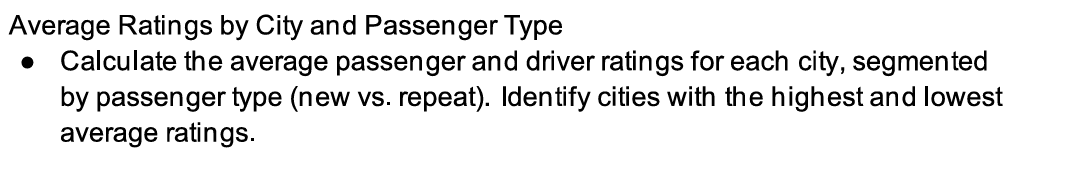 Average Ratings by City and Passenger Type
● Calculate the average passenger and driver ratings for each city, segmented
by passenger type (new vs. repeat). Identify cities with the highest and lowest
average ratings.